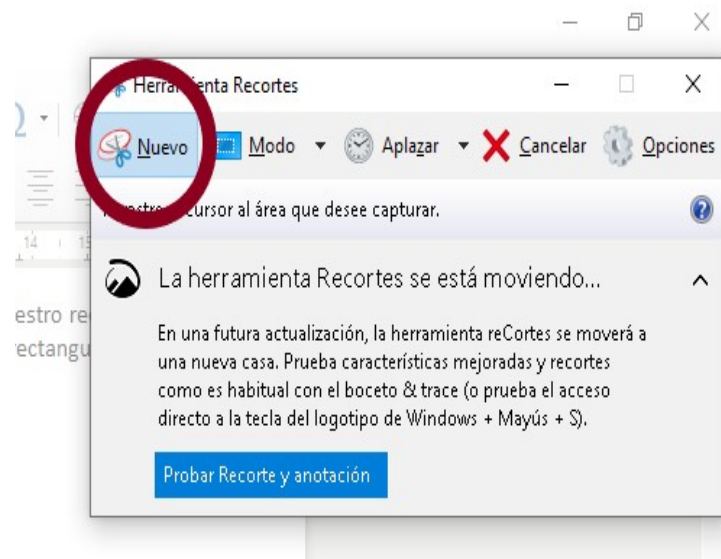 Herramienta Recortes
Nuevo Modo Aplazar Cancelar Opciones
cursor al área que desee capturar.
14
La herramienta Recortes se está moviendo...
estro re
ectangu
En una futura actualización, la herramienta reCortes se moverá a
una nueva casa. Prueba características mejoradas y recortes
como es habitual con el boceto & trace (o prueba el acceso
directo a la tecla del logotipo de Windows + Mayús + S).
Probar Recorte y anotación